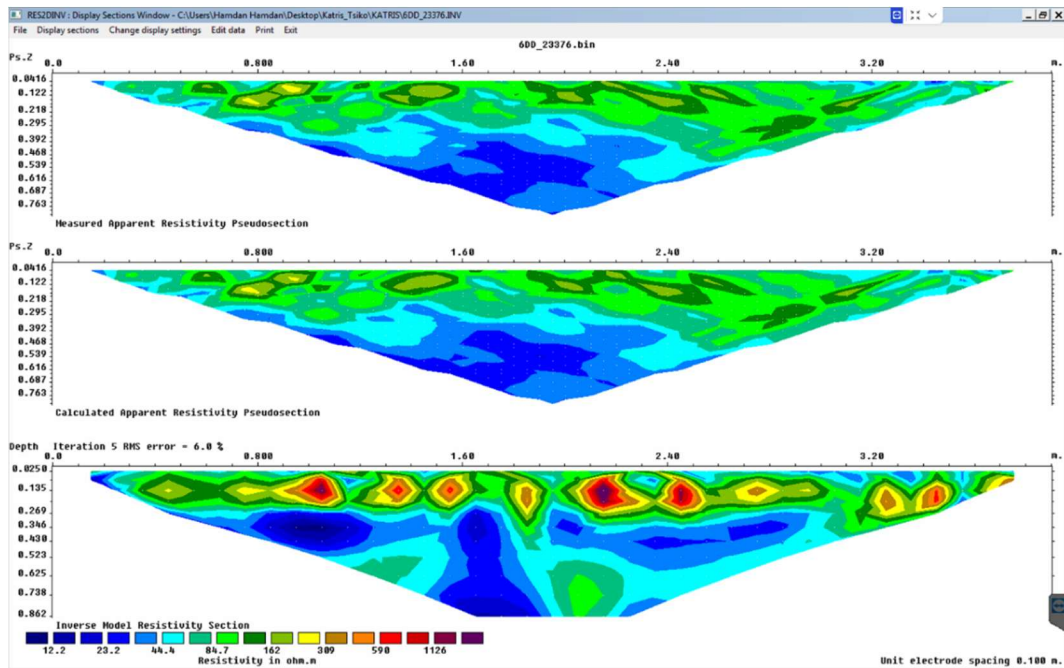 RES2DINV : Display Sections Window - C:\Users\Hamdan Hamdan\Desktop\Katris_Tsiko\KATRIS\6DD_23376.INV
File Display sections Change display settings Edit data Print Exit
6DD_23376.bin
Ps.Z 0.0 0.800 1.60 2.40 3.20 m.
0.0416
0.122
0.218
0.295
0.392
0.468
0.539
0.616
0.687
0.763
Measured Apparent Resistivity Pseudosection
Ps.Z 0.0 0.800 1.60 2.40 3.20 m.
0.0416
0.122
0.218
0.295
0.392
0.468
0.539
0.616
0.687
0.763
Calculated Apparent Resistivity Pseudosection
Depth Iteration 5 RMS error = 6.0 %
0.0 0.800 1.60 2.40 3.20 m.
0.0250
0.135
0.269
0.346
0.430
0.523
0.625
0.738
0.862
Inverse Model Resistivity Section
12.2 23.2 44.4 84.7 162 309 590 1126
Resistivity in ohm.m
Unit electrode spacing 0.100 m.